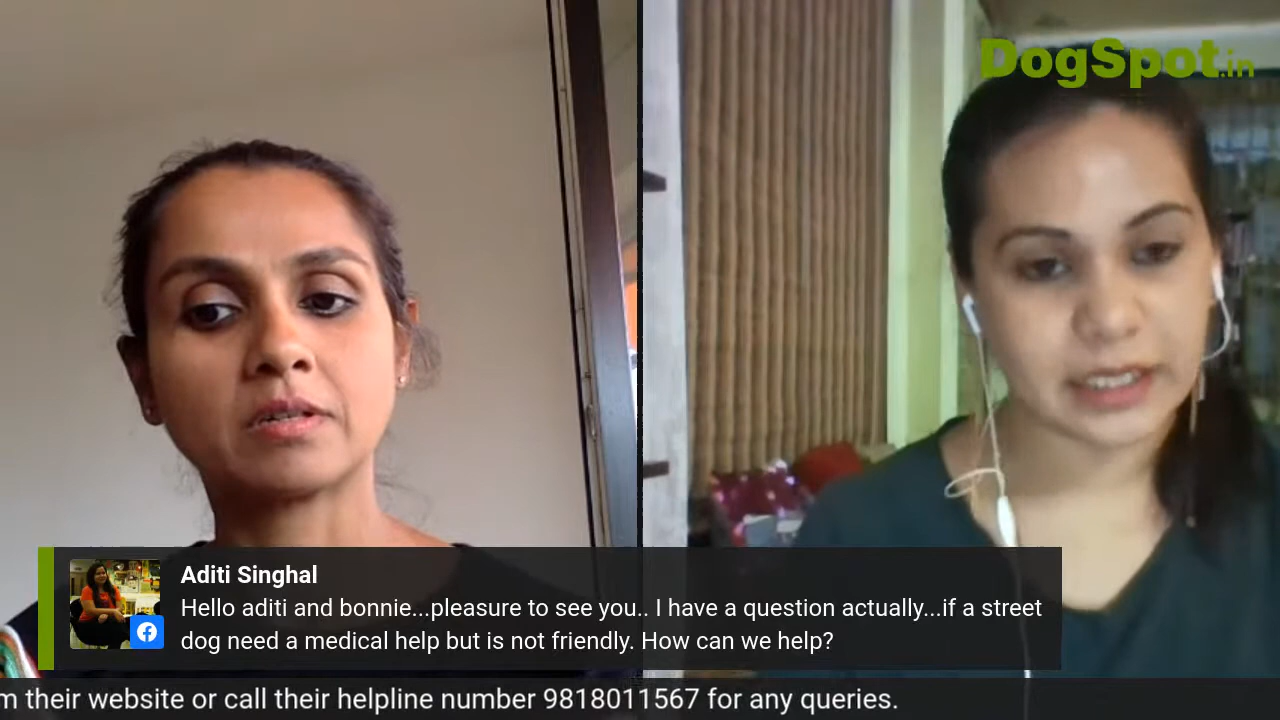 DogSpot.in
Aditi Singhal
Hello aditi and bonnie...pleasure to see you.. I have a question actually...if a street
dog need a medical help but is not friendly. How can we help?
their website or call their helpline number 9818011567 for any queries.